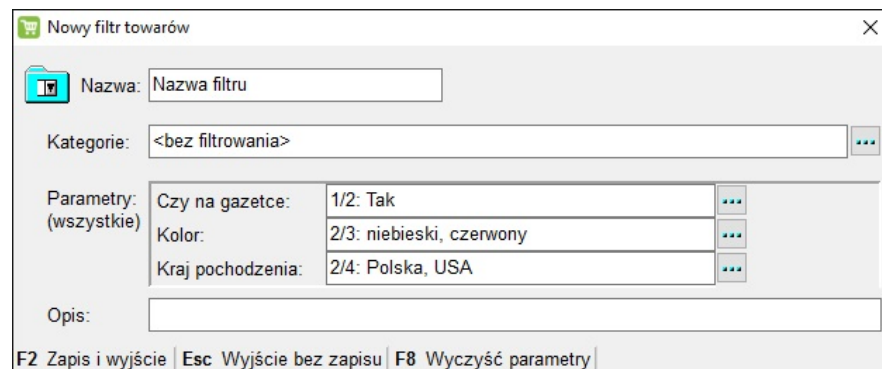 Nowy filtr towarów
Nazwa: Nazwa filtru
Kategorie: <bez filtrowania> ...
Parametry: Czy na gazetce: 1/2: Tak ...
(wszystkie) Kolor: 2/3: niebieski, czerwony ...
Kraj pochodzenia: 2/4: Polska, USA ...
Opis:
F2 Zapis i wyjście | Esc Wyjście bez zapisu | F8 Wyczyść parametry |